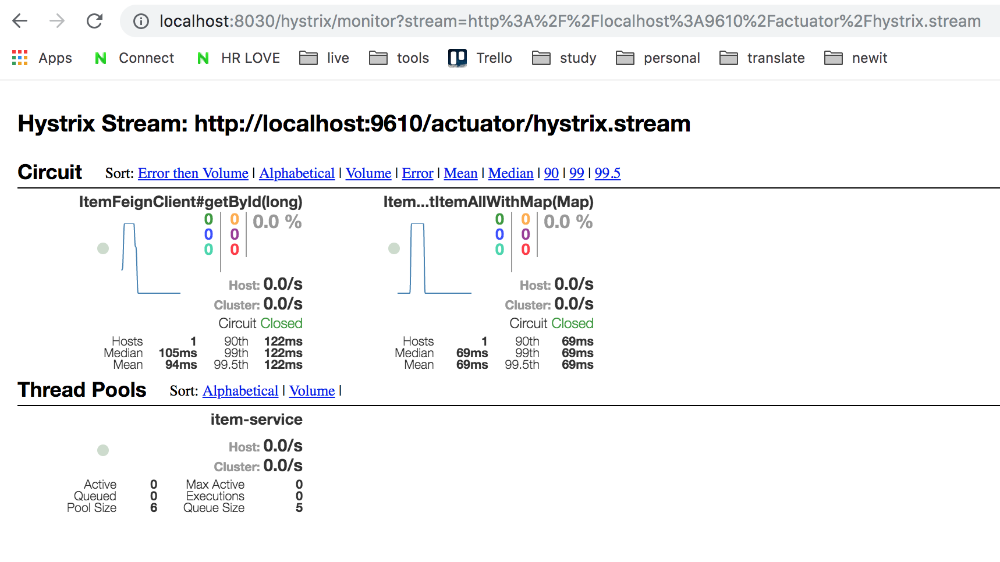 localhost:8030/hystrix/monitor?stream=http%3A%2F%2Flocalhost%3A9610%2Factuator%2Fhystrix.stream
Apps Connect HR LOVE live tools Trello study personal translate newit
Hystrix Stream: http://localhost:9610/actuator/hystrix.stream
Circuit Sort: Error then Volume | Alphabetical | Volume | Error | Mean | Median | 90 | 99 | 99.5
ItemFeignClient#getById(long)
0 0 0.0 %
0 0
0 0
Host: 0.0/s
Cluster: 0.0/s
Circuit Closed
Hosts 1 90th 122ms
Median 105ms 99th 122ms
Mean 94ms 99.5th 122ms
Item...tItemAllWithMap(Map)
0 0 0.0 %
0 0
0 0
Host: 0.0/s
Cluster: 0.0/s
Circuit Closed
Hosts 1 90th 69ms
Median 69ms 99th 69ms
Mean 69ms 99.5th 69ms
Thread Pools Sort: Alphabetical | Volume |
item-service
Host: 0.0/s
Cluster: 0.0/s
Active 0 Max Active 0
Queued 0 Executions 0
Pool Size 6 Queue Size 5